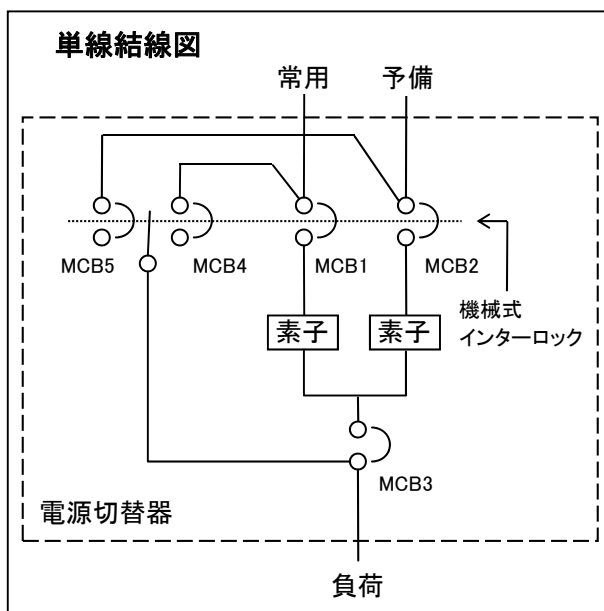 単線結線図
常用
予備
MCB5
MCB4
MCB1
MCB2
機械式
インターロック
素子
素子
MCB3
電源切替器
負荷